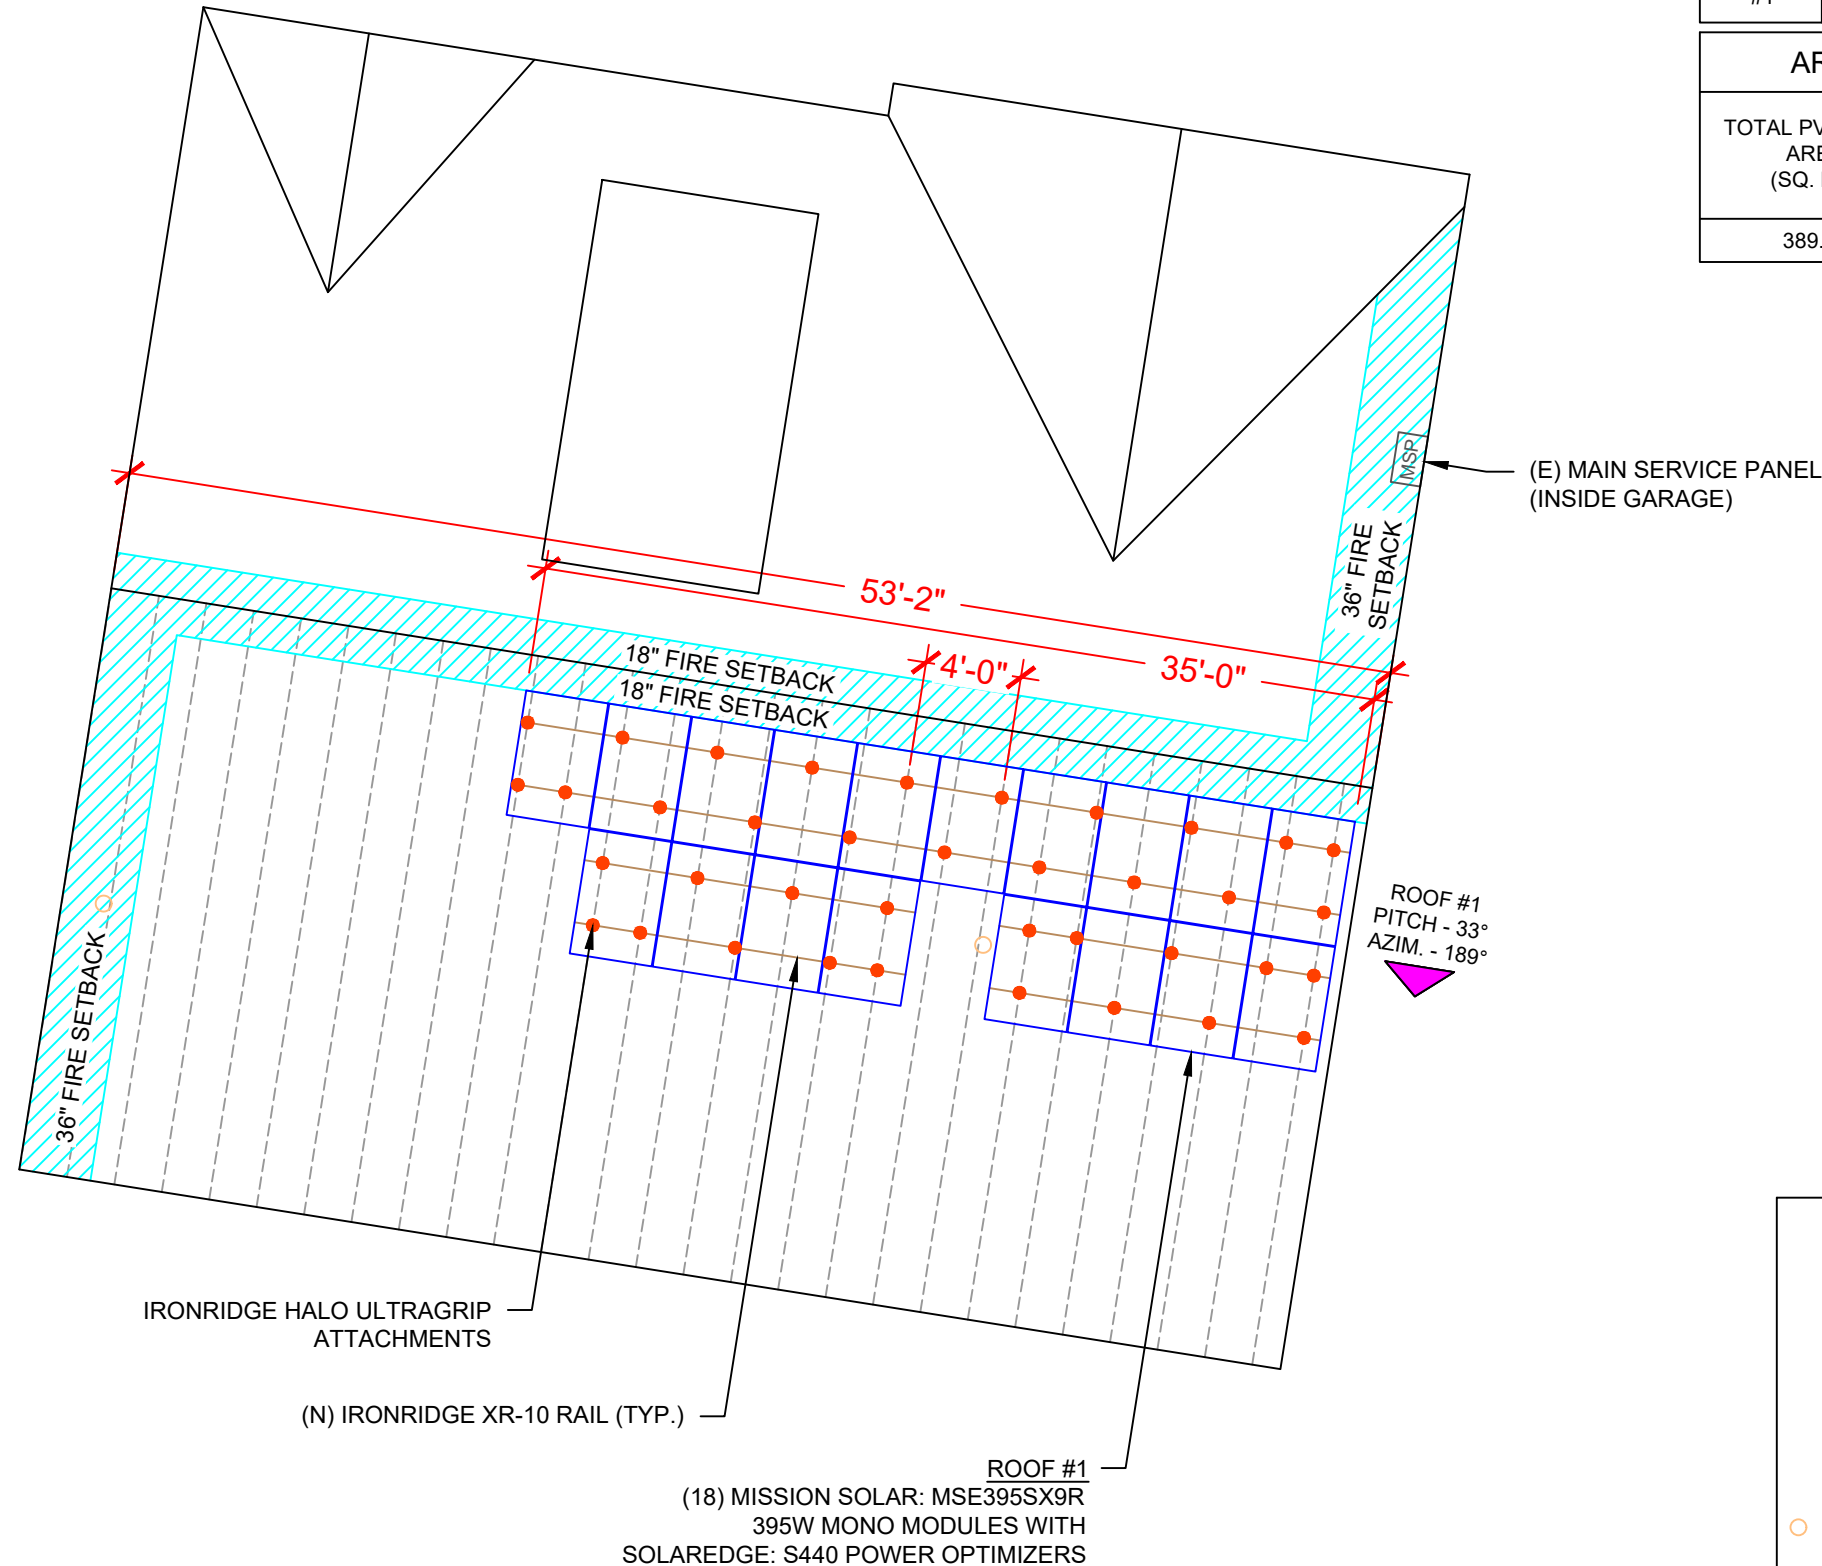 TOTAL PV
(SQ.
389.
(E) MAIN SERVICE PANEL
(INSIDE GARAGE)
MSP
36" FIRE
SETBACK
53'-2"
35'-0"
4'-0"
18" FIRE SETBACK
18" FIRE SETBACK
ROOF #1
PITCH - 33°
AZIM. - 189°
36" FIRE SETBACK
IRONRIDGE HALO ULTRAGRIP
ATTACHMENTS
(N) IRONRIDGE XR-10 RAIL (TYP.)
ROOF #1
(18) MISSION SOLAR: MSE395SX9R
395W MONO MODULES WITH
SOLAREDGE: S440 POWER OPTIMIZERS